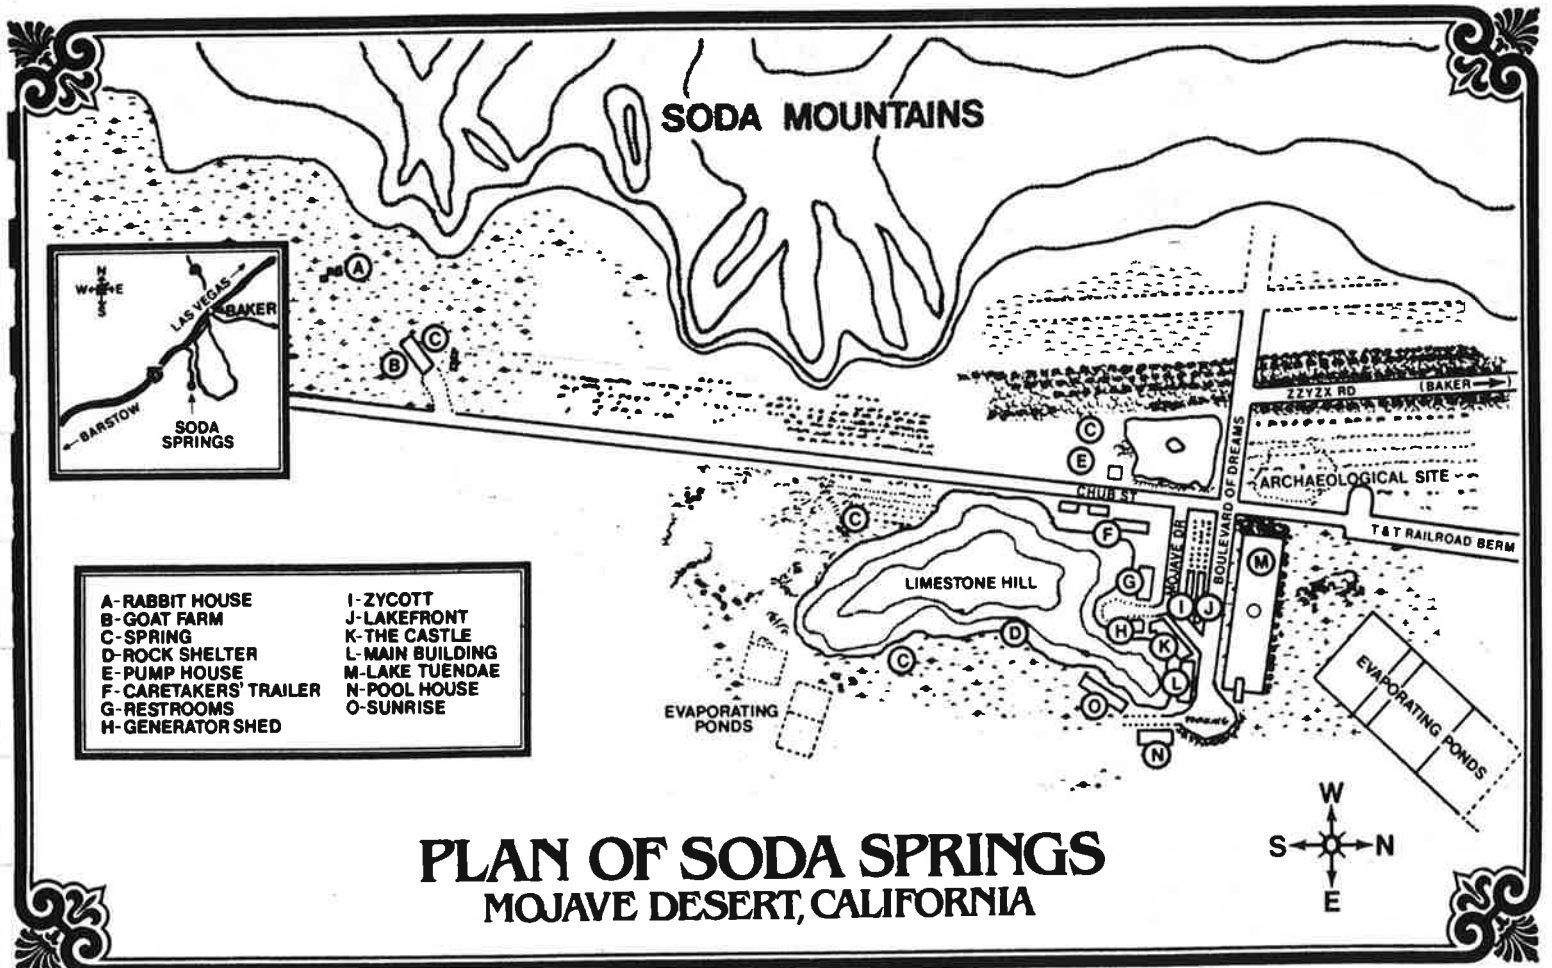 SODA MOUNTAINS
A
N
W E
S
LAS VEGAS
BAKER
BARSTOW
SODA
SPRINGS
B
C
ZZYZX RD
(BAKER →)
C
E
BOULEVARD OF DREAMS
ARCHAEOLOGICAL SITE
CHUB ST
C
T & T RAILROAD BERM
F
MOJAVE DR
M
LIMESTONE HILL
G
I
J
H
D
K
C
L
O
N
PARKING
EVAPORATING
PONDS
EVAPORATING PONDS
A-RABBIT HOUSE
B-GOAT FARM
C-SPRING
D-ROCK SHELTER
E-PUMP HOUSE
F-CARETAKERS' TRAILER
G-RESTROOMS
H-GENERATOR SHED
I-ZYCOTT
J-LAKEFRONT
K-THE CASTLE
L-MAIN BUILDING
M-LAKE TUENDAE
N-POOL HOUSE
O-SUNRISE
W
S N
E
PLAN OF SODA SPRINGS
MOJAVE DESERT, CALIFORNIA